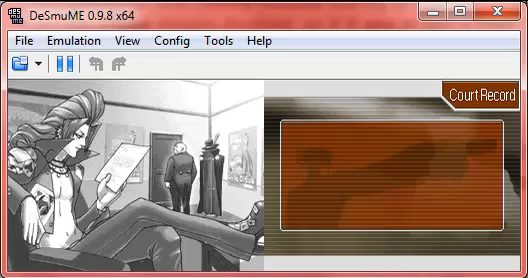 DeSmuME 0.9.8 x64
File Emulation View Config Tools Help
Court Record